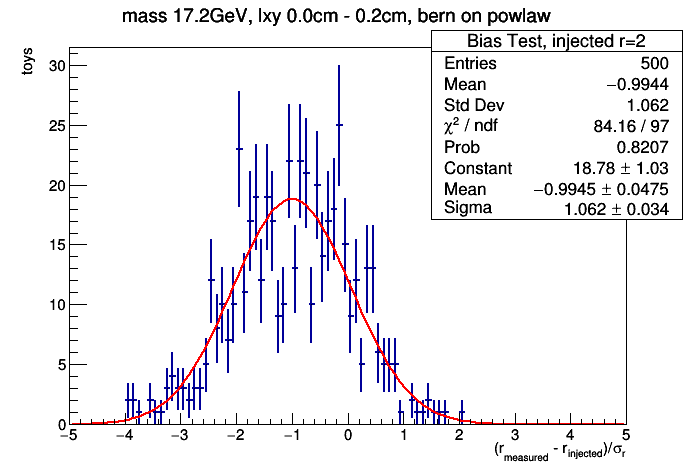 mass 17.2GeV, lxy 0.0cm - 0.2cm, bern on powlaw
Bias Test, injected r=2
Entries 500
Mean −0.9944
Std Dev 1.062
χ² / ndf 84.16 / 97
Prob 0.8207
Constant 18.78 ± 1.03
Mean −0.9945 ± 0.0475
Sigma 1.062 ± 0.034
toys
30
25
20
15
10
5
0
−5 −4 −3 −2 −1 0 1 2 3 4 5
(r_measured - r_injected)/σ_r